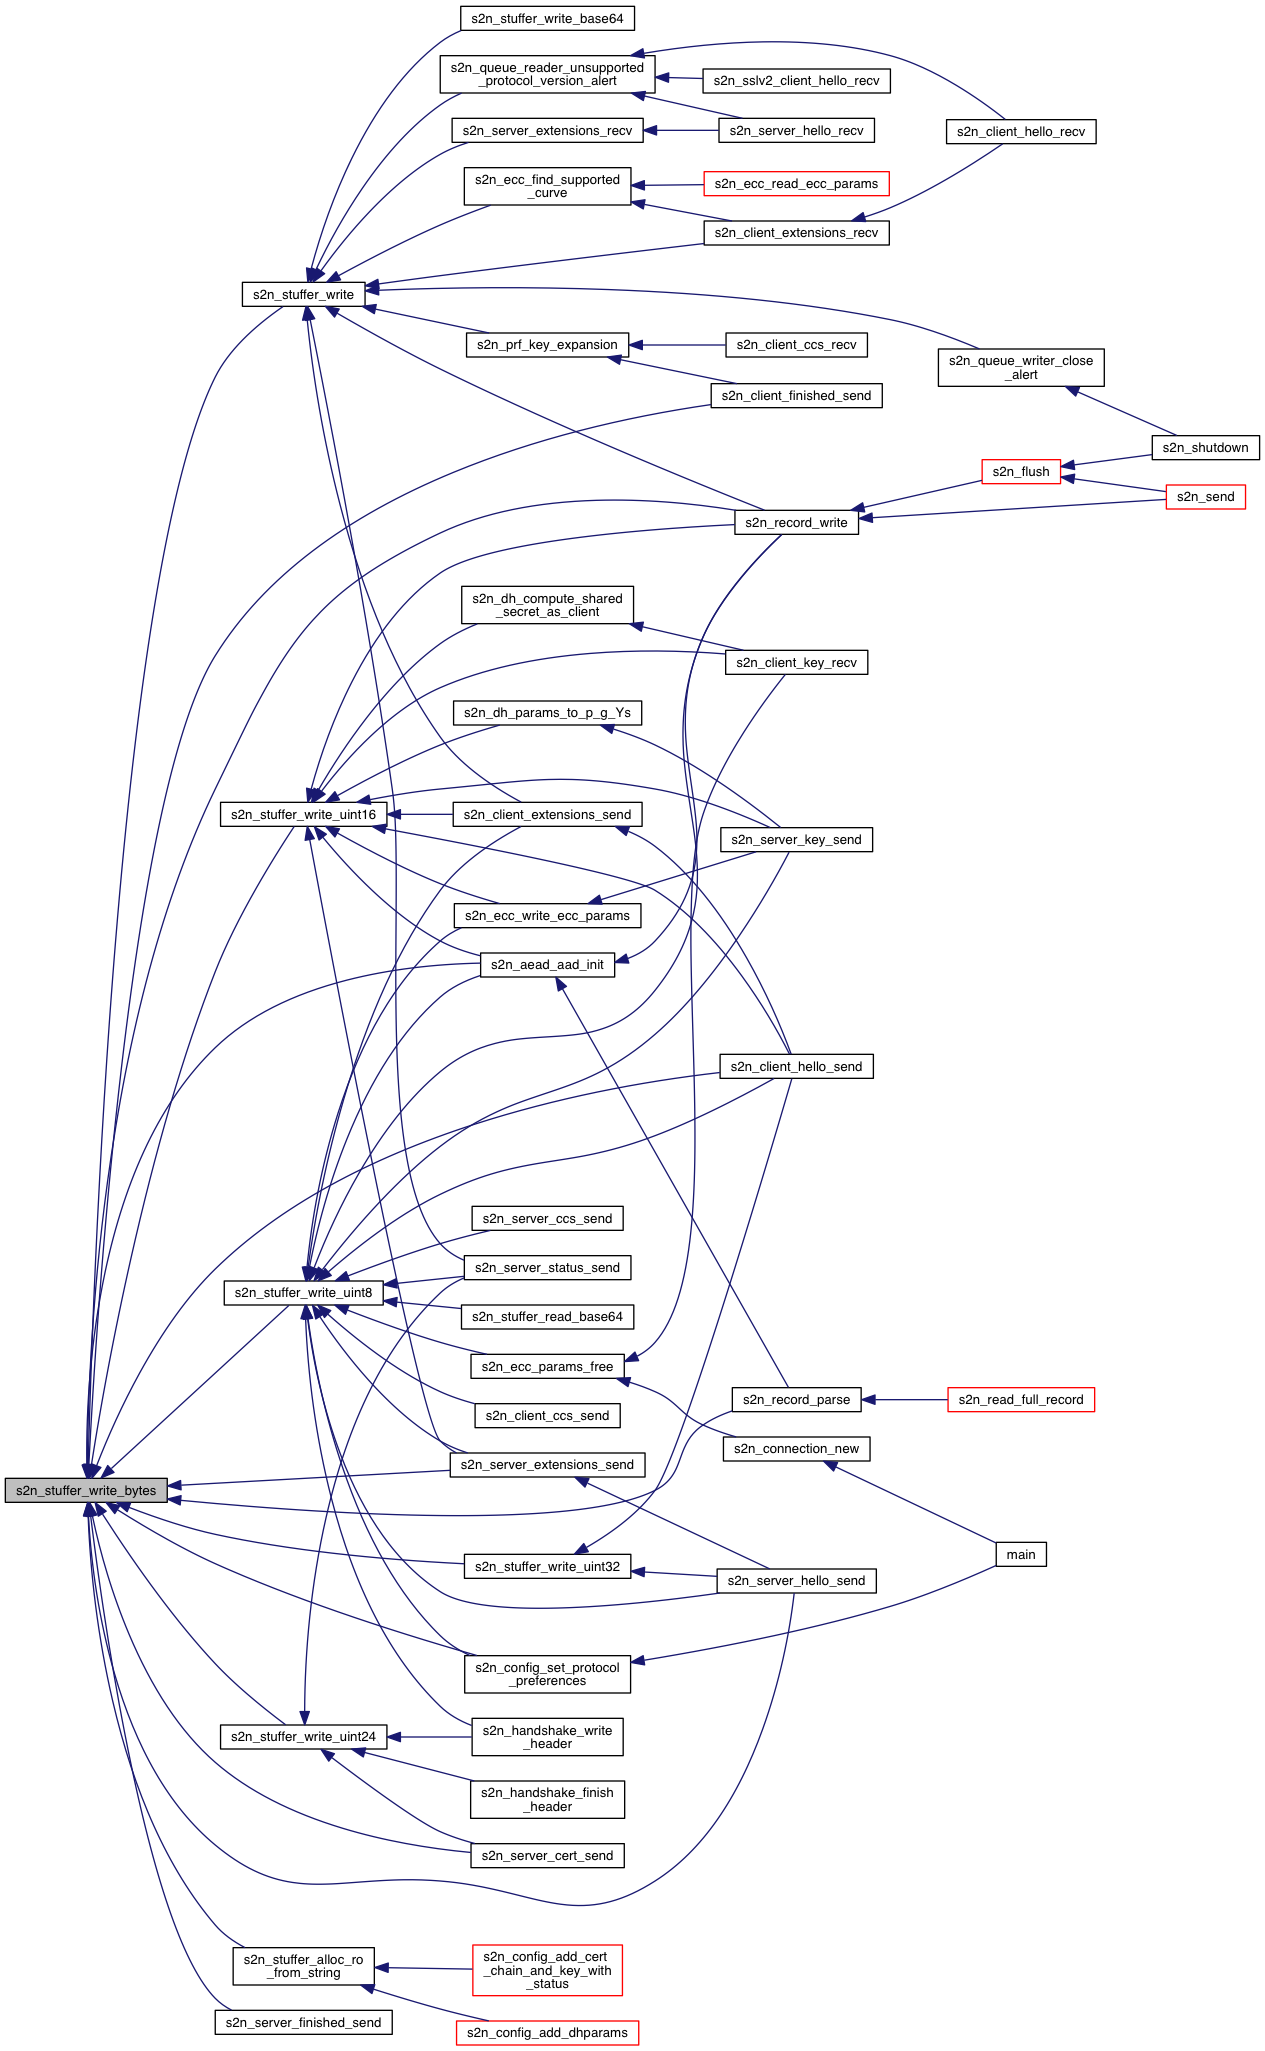 s2n_stuffer_write_base64
s2n_queue_reader_unsupported
_protocol_version_alert
s2n_sslv2_client_hello_recv
s2n_server_extensions_recv
s2n_server_hello_recv
s2n_client_hello_recv
s2n_ecc_find_supported
_curve
s2n_ecc_read_ecc_params
s2n_client_extensions_recv
s2n_stuffer_write
s2n_prf_key_expansion
s2n_client_ccs_recv
s2n_queue_writer_close
_alert
s2n_client_finished_send
s2n_shutdown
s2n_flush
s2n_send
s2n_record_write
s2n_dh_compute_shared
_secret_as_client
s2n_client_key_recv
s2n_dh_params_to_p_g_Ys
s2n_stuffer_write_uint16
s2n_client_extensions_send
s2n_server_key_send
s2n_ecc_write_ecc_params
s2n_aead_aad_init
s2n_client_hello_send
s2n_server_ccs_send
s2n_server_status_send
s2n_stuffer_write_uint8
s2n_stuffer_read_base64
s2n_ecc_params_free
s2n_record_parse
s2n_read_full_record
s2n_client_ccs_send
s2n_connection_new
s2n_server_extensions_send
s2n_stuffer_write_bytes
main
s2n_stuffer_write_uint32
s2n_server_hello_send
s2n_config_set_protocol
_preferences
s2n_stuffer_write_uint24
s2n_handshake_write
_header
s2n_handshake_finish
_header
s2n_server_cert_send
s2n_stuffer_alloc_ro
_from_string
s2n_config_add_cert
_chain_and_key_with
_status
s2n_server_finished_send
s2n_config_add_dhparams